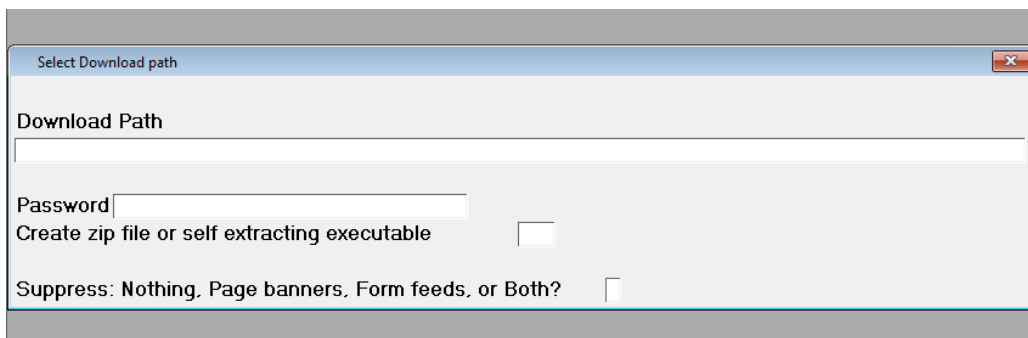 Select Download path
Download Path
Password
Create zip file or self extracting executable
Suppress: Nothing, Page banners, Form feeds, or Both?